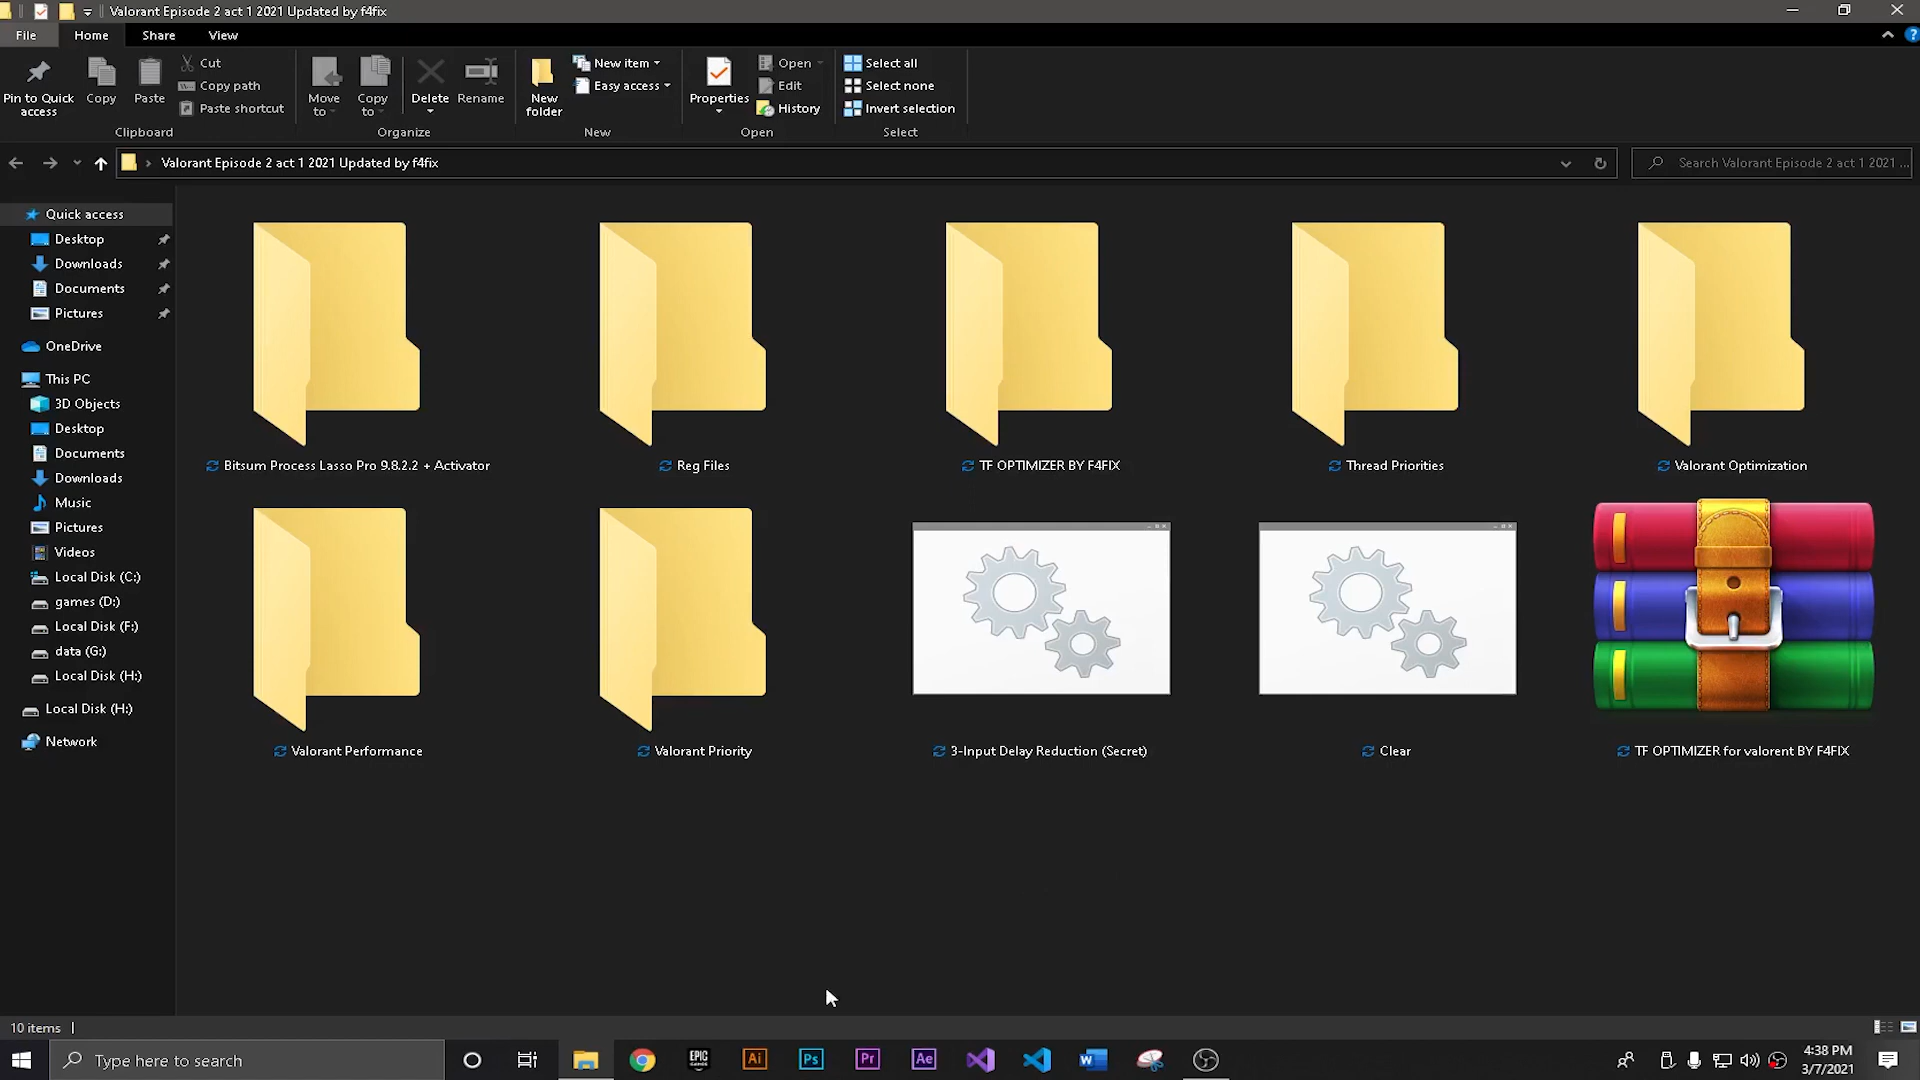 Valorant Episode 2 act 1 2021 Updated by f4fix
File Home Share View
Pin to Quick access
Copy
Paste
Cut
Copy path
Paste shortcut
Clipboard
Move to
Copy to
Delete
Rename
Organize
New folder
New item
Easy access
New
Properties
Open
Edit
History
Open
Select all
Select none
Invert selection
Select
Valorant Episode 2 act 1 2021 Updated by f4fix
Search Valorant Episode 2 act 1 2021 ...
Quick access
Desktop
Downloads
Documents
Pictures
OneDrive
This PC
3D Objects
Desktop
Documents
Downloads
Music
Pictures
Videos
Local Disk (C:)
games (D:)
Local Disk (F:)
data (G:)
Local Disk (H:)
Local Disk (H:)
Network
Bitsum Process Lasso Pro 9.8.2.2 + Activator
Reg Files
TF OPTIMIZER BY F4FIX
Thread Priorities
Valorant Optimization
Valorant Performance
Valorant Priority
3-Input Delay Reduction (Secret)
Clear
TF OPTIMIZER for valorent BY F4FIX
10 items
Type here to search
EPIC GAMES
Ai
Ps
Pr
Ae
W
4:38 PM
3/7/2021